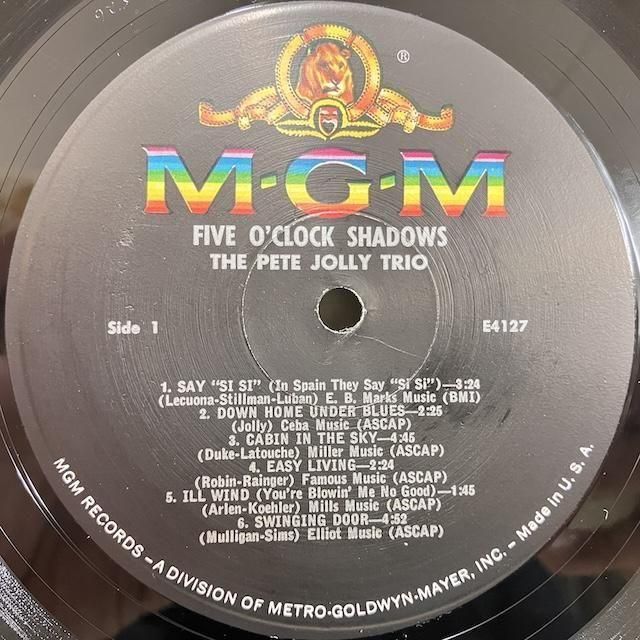 ®
M·G·M
FIVE O'CLOCK SHADOWS
THE PETE JOLLY TRIO
Side 1
E4127
1. SAY "SI SI" (In Spain They Say "Si Si")—3:24
(Lecuona-Stillman-Luban) E. B. Marks Music (BMI)
2. DOWN HOME UNDER BLUES—2:25
(Jolly) Ceba Music (ASCAP)
3. CABIN IN THE SKY—4:45
(Duke-Latouche) Miller Music (ASCAP)
4. EASY LIVING—2:24
(Robin-Rainger) Famous Music (ASCAP)
5. ILL WIND (You're Blowin' Me No Good)—1:45
(Arlen-Koehler) Mills Music (ASCAP)
6. SWINGING DOOR—4:52
(Mulligan-Sims) Elliot Music (ASCAP)
MGM RECORDS—A DIVISION OF METRO-GOLDWYN-MAYER, INC.—Made in U.S.A.